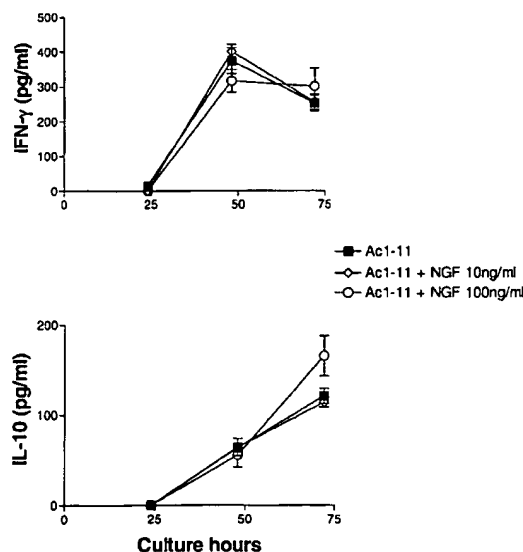 IFN-γ (pg/ml)
500
400
300
200
100
0
0 25 50 75
Ac1-11
Ac1-11 + NGF 10ng/ml
Ac1-11 + NGF 100ng/ml
IL-10 (pg/ml)
200
100
0
0 25 50 75
Culture hours